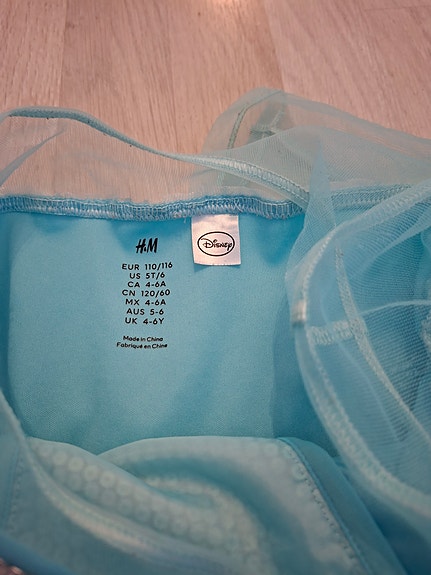 H&M
Disney
EUR 110/116
US 5T/6
CA 4-6A
CN 120/60
MX 4-6A
AUS 5-6
UK 4-6Y
Made in China
Fabriqué en Chine